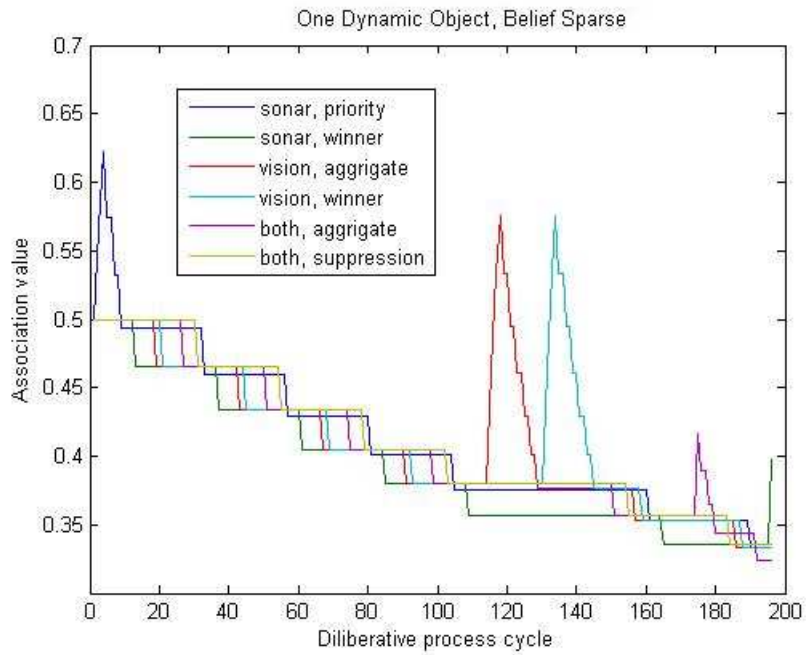 One Dynamic Object, Belief Sparse
0.7
0.65
0.6
0.55
0.5
0.45
0.4
0.35
Association value
sonar, priority
sonar, winner
vision, aggrigate
vision, winner
both, aggrigate
both, suppression
0 20 40 60 80 100 120 140 160 180 200
Diliberative process cycle